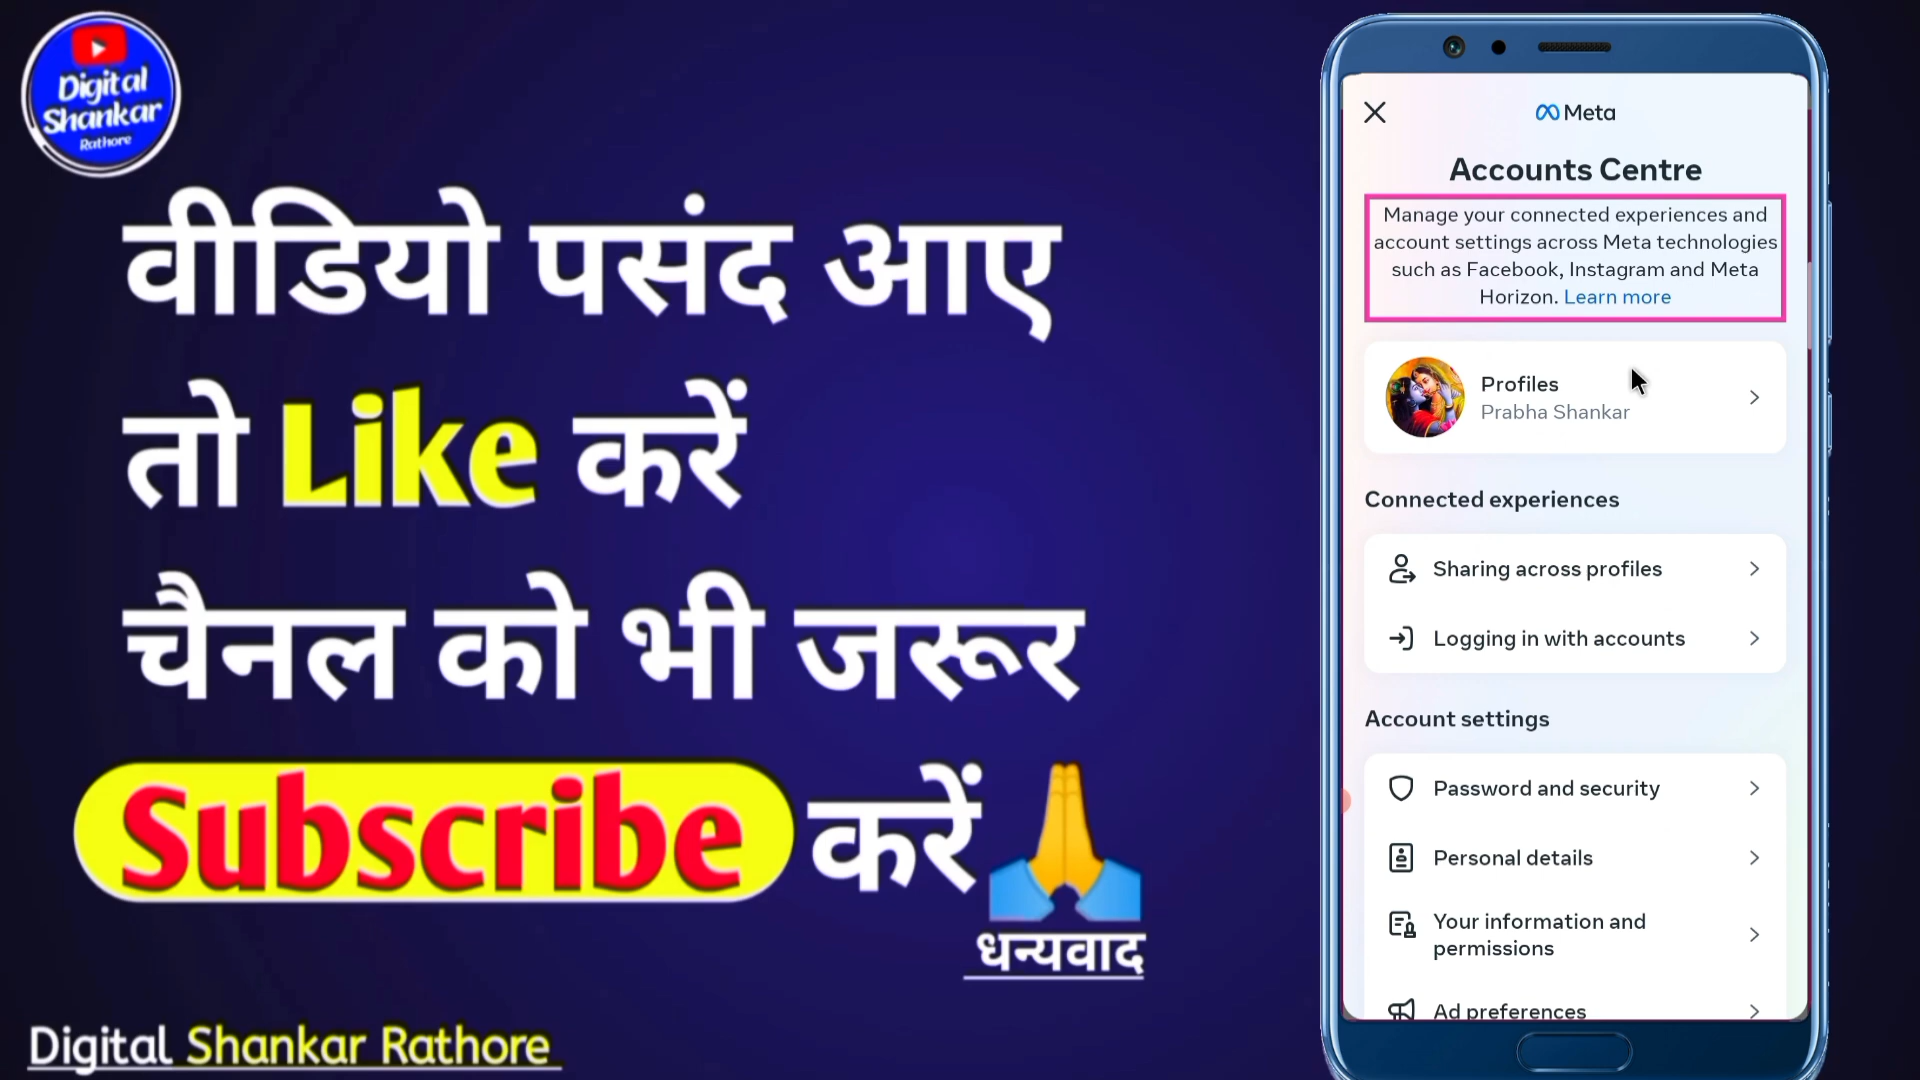 Digital
Shankar
Rathore
वीडियो पसंद आए
तो Like करें
चैनल को भी जरूर
Subscribe करें
धन्यवाद
Digital Shankar Rathore
Meta
Accounts Centre
Manage your connected experiences and
account settings across Meta technologies
such as Facebook, Instagram and Meta
Horizon. Learn more
Profiles
Prabha Shankar
Connected experiences
Sharing across profiles
Logging in with accounts
Account settings
Password and security
Personal details
Your information and
permissions
Ad preferences